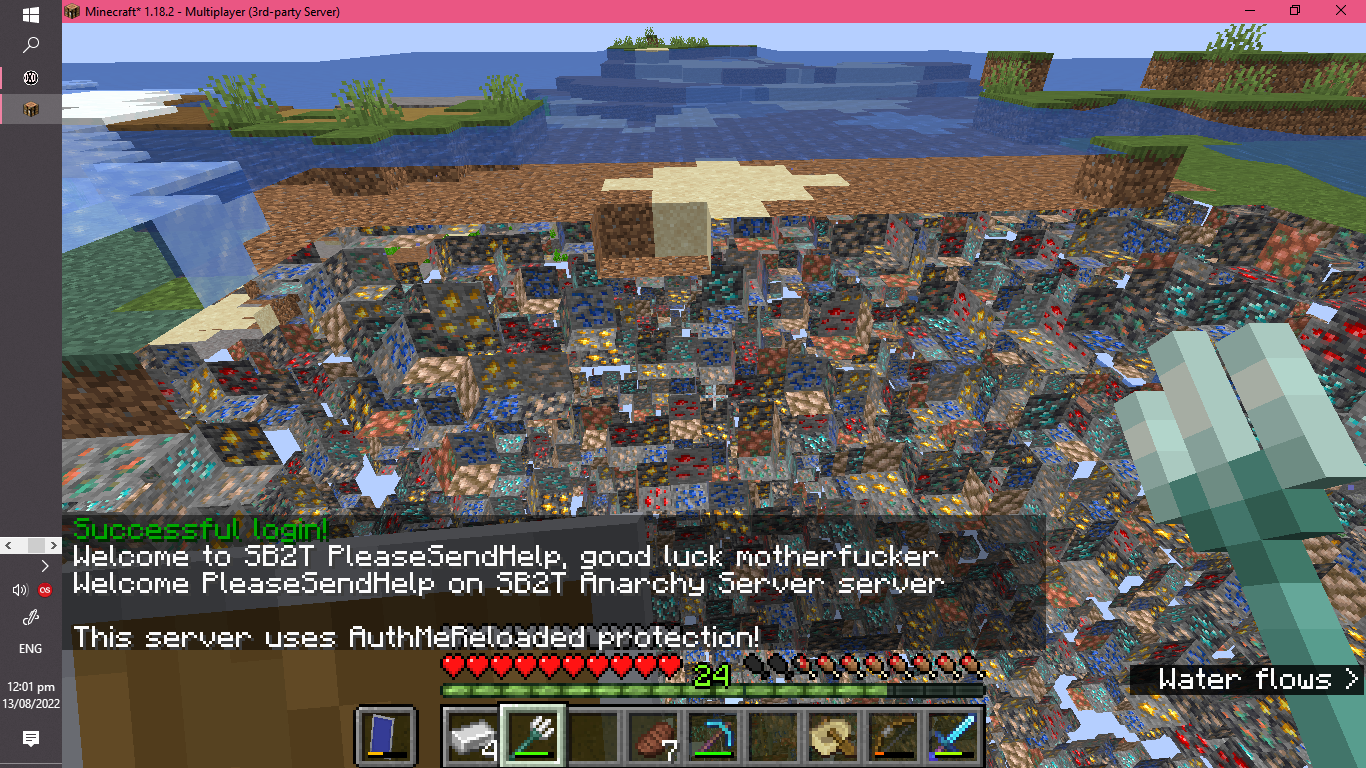 Minecraft* 1.18.2 - Multiplayer (3rd-party Server)
Successful login!
Welcome to SB2T PleaseSendHelp, good luck motherfucker
Welcome PleaseSendHelp on SB2T Anarchy Server server
This server uses AuthMeReloaded protection!
24
Water flows >
4
7
ENG
12:01 pm
13/08/2022